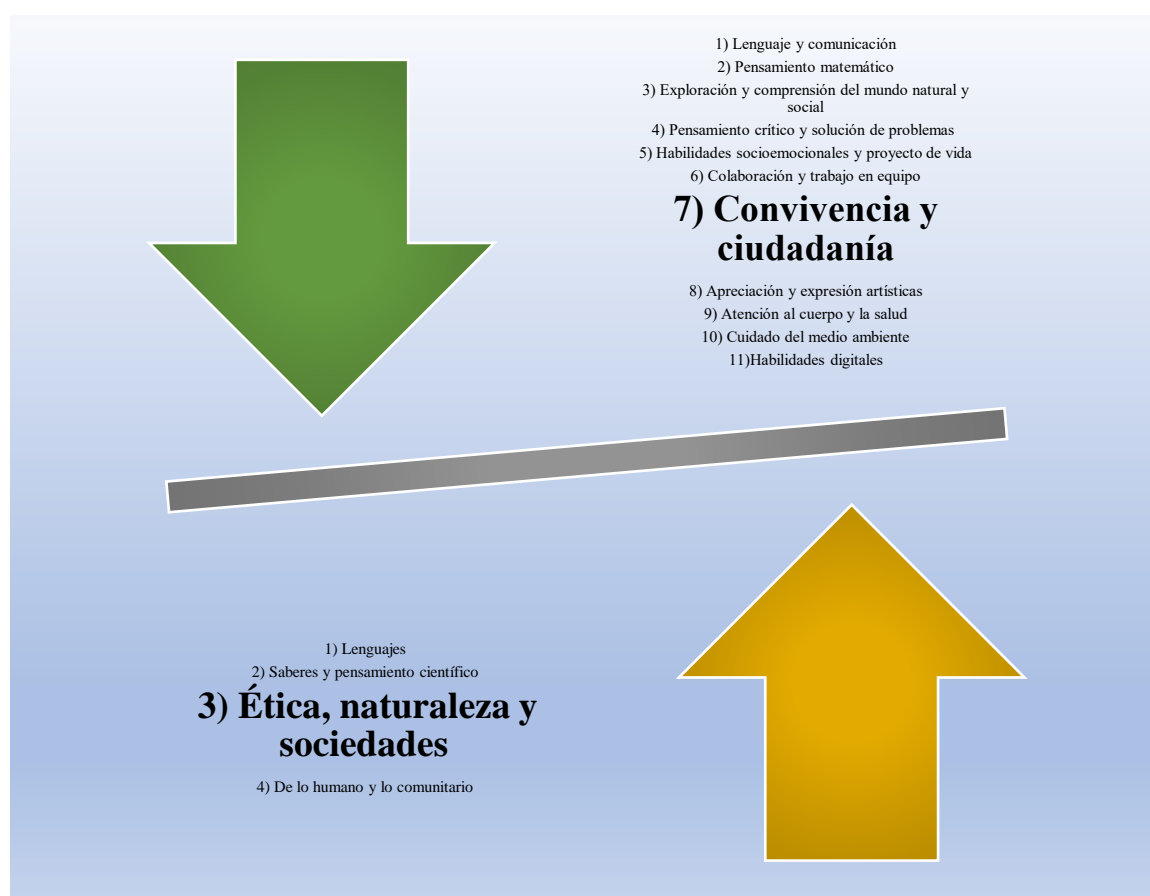 1) Lenguaje y comunicación
2) Pensamiento matemático
3) Exploración y comprensión del mundo natural y
social
4) Pensamiento crítico y solución de problemas
5) Habilidades socioemocionales y proyecto de vida
6) Colaboración y trabajo en equipo
7) Convivencia y
ciudadanía
8) Apreciación y expresión artísticas
9) Atención al cuerpo y la salud
10) Cuidado del medio ambiente
11)Habilidades digitales
1) Lenguajes
2) Saberes y pensamiento científico
3) Ética, naturaleza y
sociedades
4) De lo humano y lo comunitario